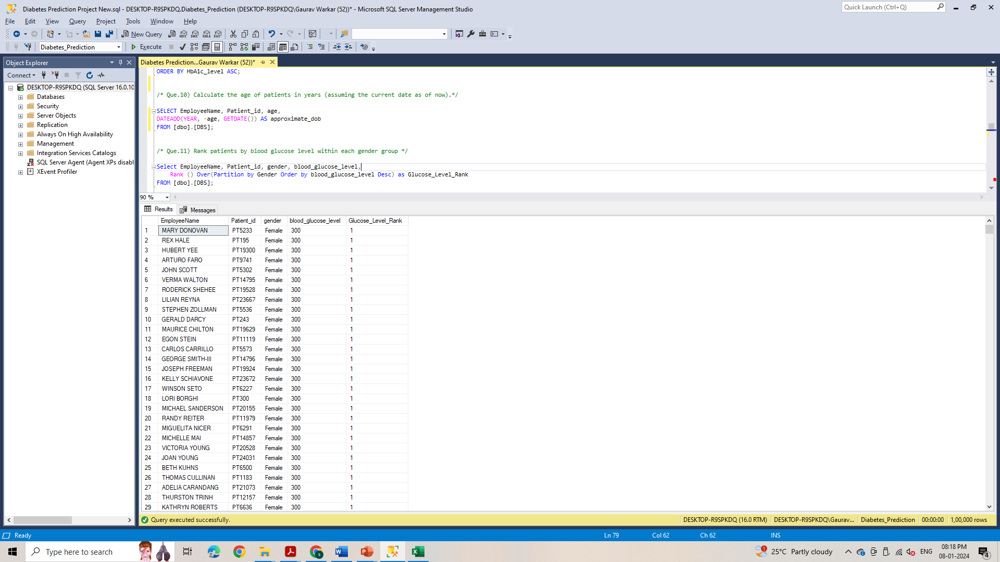 Diabetes Prediction Project New.sql - DESKTOP-R9SPKDQ.Diabetes_Prediction (DESKTOP-R9SPKDQ\Gaurav Warkar (52))* - Microsoft SQL Server Management Studio
Quick Launch (Ctrl+Q)
File Edit View Query Project Tools Window Help
New Query
MDX DMX XMLA DAX
Diabetes_Prediction
Execute
Object Explorer
Connect
DESKTOP-R9SPKDQ (SQL Server 16.0.10
Databases
Security
Server Objects
Replication
Always On High Availability
Management
Integration Services Catalogs
SQL Server Agent (Agent XPs disabl
XEvent Profiler
Diabetes Prediction...Gaurav Warkar (52))*
ORDER BY HbA1c_level ASC;
/* Que.10) Calculate the age of patients in years (assuming the current date as of now).*/
SELECT EmployeeName, Patient_id, age,
DATEADD(YEAR, -age, GETDATE()) AS approximate_dob
FROM [dbo].[DBS];
/* Que.11) Rank patients by blood glucose level within each gender group */
Select EmployeeName, Patient_id, gender, blood_glucose_level,
Rank () Over(Partition by Gender Order by blood_glucose_level Desc) as Glucose_Level_Rank
FROM [dbo].[DBS];
90 %
Results Messages
EmployeeName Patient_id gender blood_glucose_level Glucose_Level_Rank
1 MARY DONOVAN PT5233 Female 300 1
2 REX HALE PT195 Female 300 1
3 HUBERT YEE PT19300 Female 300 1
4 ARTURO FARO PT9741 Female 300 1
5 JOHN SCOTT PT5302 Female 300 1
6 VERMA WALTON PT14795 Female 300 1
7 RODERICK SHEHEE PT19528 Female 300 1
8 LILIAN REYNA PT23667 Female 300 1
9 STEPHEN ZOLLMAN PT5536 Female 300 1
10 GERALD DARCY PT243 Female 300 1
11 MAURICE CHILTON PT19629 Female 300 1
12 EGON STEIN PT11119 Female 300 1
13 CARLOS CARRILLO PT5573 Female 300 1
14 GEORGE SMITH-III PT14796 Female 300 1
15 JOSEPH FREEMAN PT19924 Female 300 1
16 KELLY SCHIAVONE PT23672 Female 300 1
17 WINSON SETO PT6227 Female 300 1
18 LORI BORGHI PT300 Female 300 1
19 MICHAEL SANDERSON PT20155 Female 300 1
20 RANDY REITER PT11979 Female 300 1
21 MIGUELITA NICER PT6291 Female 300 1
22 MICHELLE MAI PT14857 Female 300 1
23 VICTORIA YOUNG PT20528 Female 300 1
24 JOAN YOUNG PT24031 Female 300 1
25 BETH KUHNS PT6500 Female 300 1
26 THOMAS CULLINAN PT1183 Female 300 1
27 ADELIA CARANDANG PT21073 Female 300 1
28 THURSTON TRINH PT12157 Female 300 1
29 KATHRYN ROBERTS PT6636 Female 300 1
Query executed successfully. DESKTOP-R9SPKDQ (16.0 RTM) DESKTOP-R9SPKDQ\Gaurav... Diabetes_Prediction 00:00:00 1,00,000 rows
Ready Ln 79 Col 62 Ch 62 INS
Type here to search
1 25°C Partly cloudy ENG 08:18 PM
08-01-2024 4